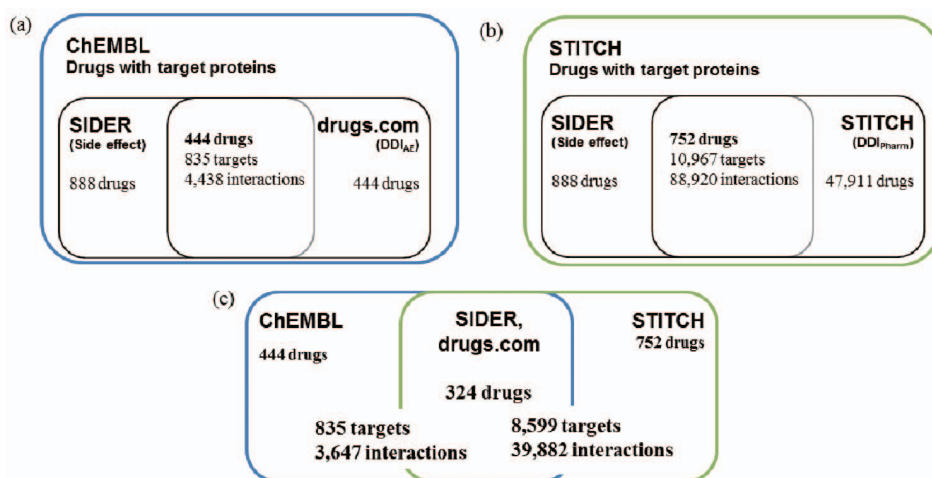 (a)
ChEMBL
Drugs with target proteins
SIDER
(Side effect)
888 drugs
444 drugs
835 targets
4,438 interactions
drugs.com
(DDIAE)
444 drugs
(b)
STITCH
Drugs with target proteins
SIDER
(Side effect)
888 drugs
752 drugs
10,967 targets
88,920 interactions
STITCH
(DDIPharm)
47,911 drugs
(c)
ChEMBL
444 drugs
SIDER,
drugs.com
324 drugs
STITCH
752 drugs
835 targets
3,647 interactions
8,599 targets
39,882 interactions